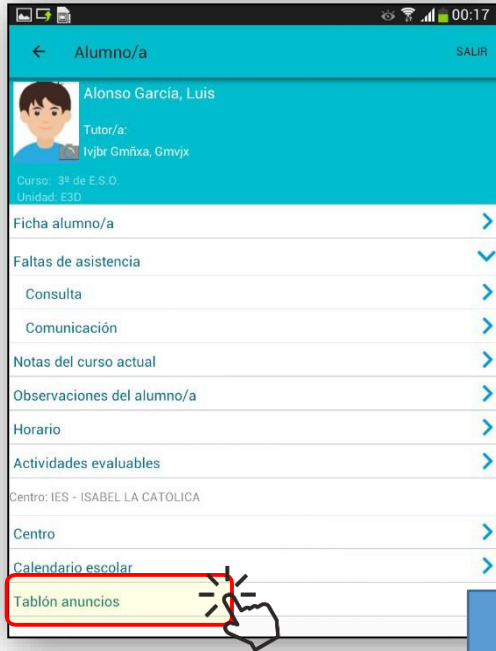 00:17
Alumno/a
SALIR
Alonso García, Luis
Tutor/a:
Ivjbr Gmñxa, Gmvjx
Curso: 3º de E.S.O.
Unidad: E3D
Ficha alumno/a
Faltas de asistencia
Consulta
Comunicación
Notas del curso actual
Observaciones del alumno/a
Horario
Actividades evaluables
Centro: IES - ISABEL LA CATOLICA
Centro
Calendario escolar
Tablón anuncios